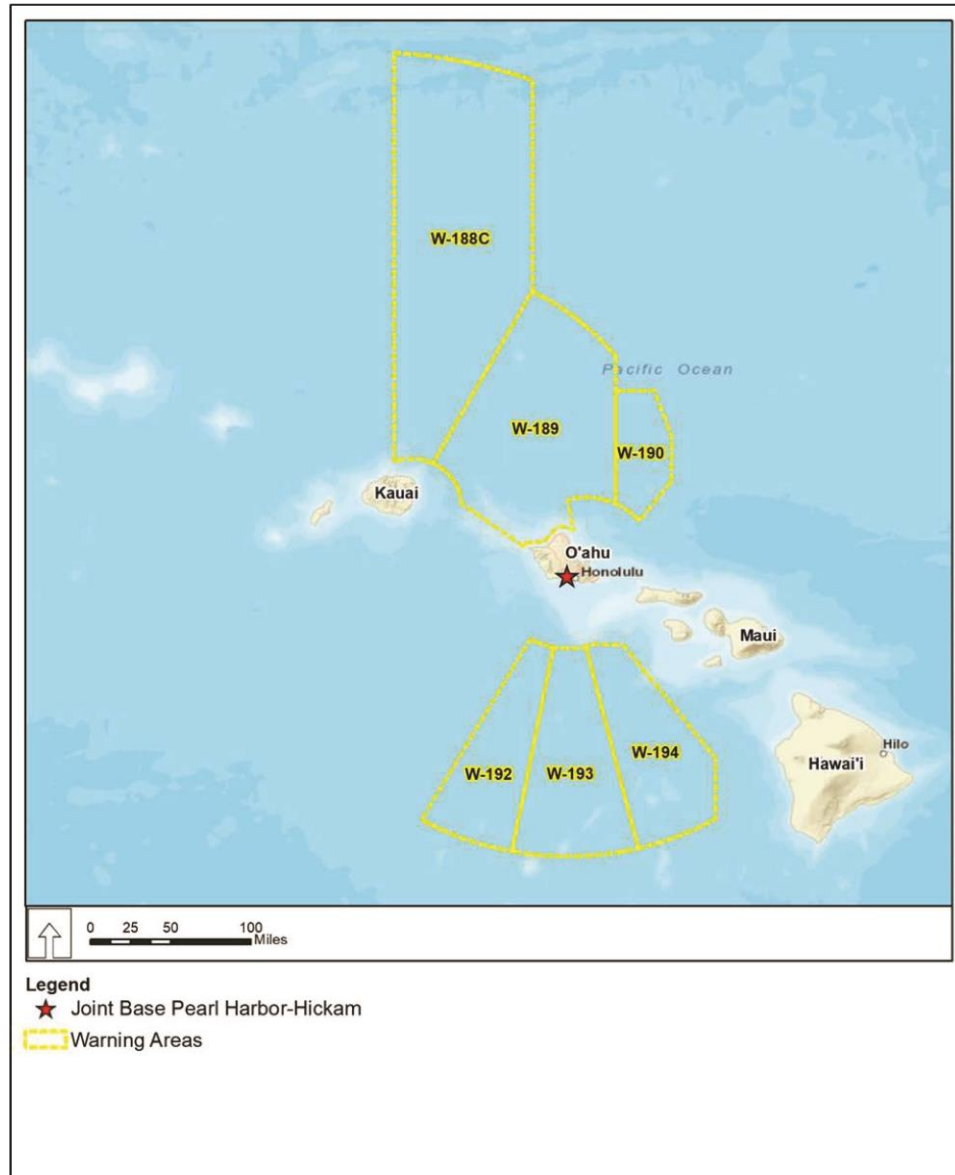 W-188C
Pacific Ocean
W-189
W-190
Kauai
O'ahu
Honolulu
Maui
W-194
W-192
W-193
Hilo
Hawai'i
0 25 50 100
Miles
Legend
Joint Base Pearl Harbor-Hickam
Warning Areas